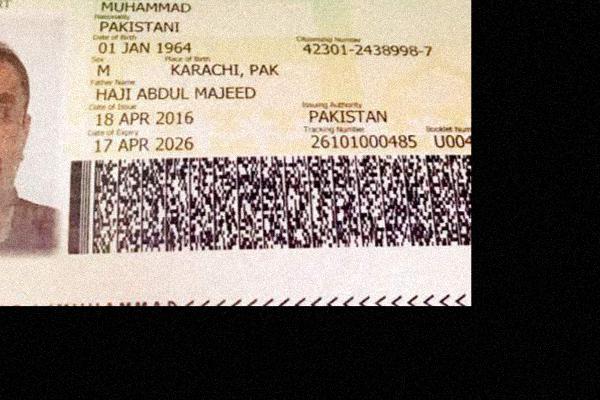 MUHAMMAD
Nationality
PAKISTANI
Date of Birth
Citizenship Number
01 JAN 1964
42301-2438998-7
Sex
Place of Birth
M
KARACHI, PAK
Father Name
HAJI ABDUL MAJEED
Date of Issue
Issuing Authority
18 APR 2016
PAKISTAN
Date of Expiry
Tracking Number
Booklet Num
17 APR 2026
26101000485
U004
MUHAMMAD<<<<<<<<<<<<<<<<<